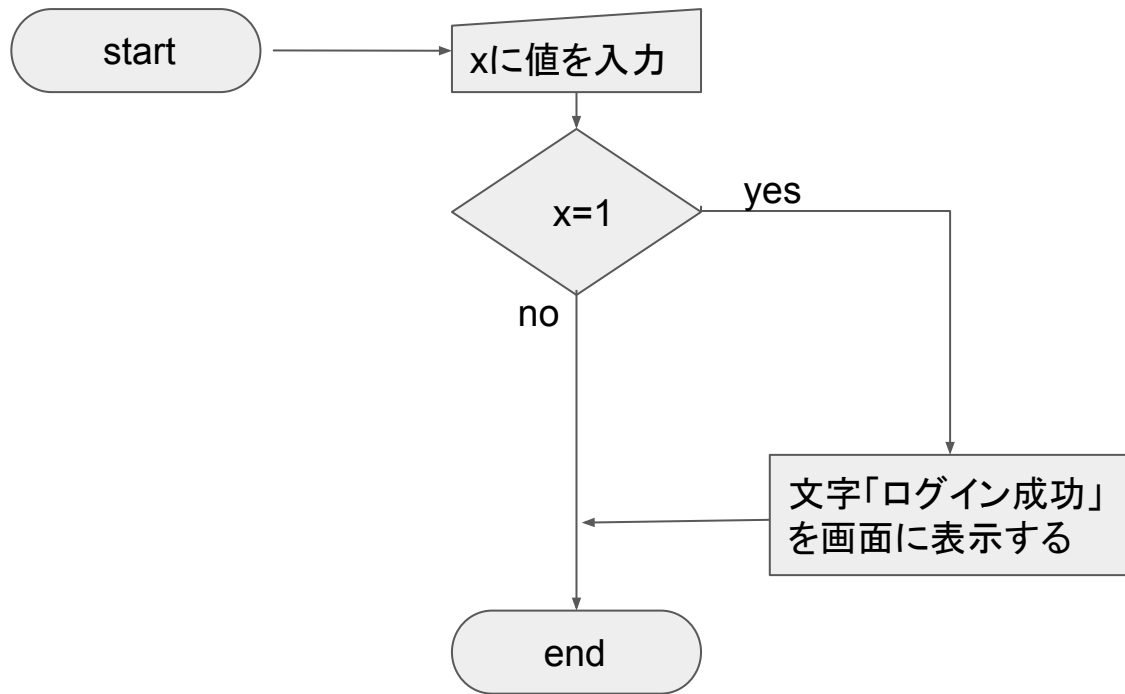 start
xに値を入力
x=1
yes
no
文字「ログイン成功」
を画面に表示する
end